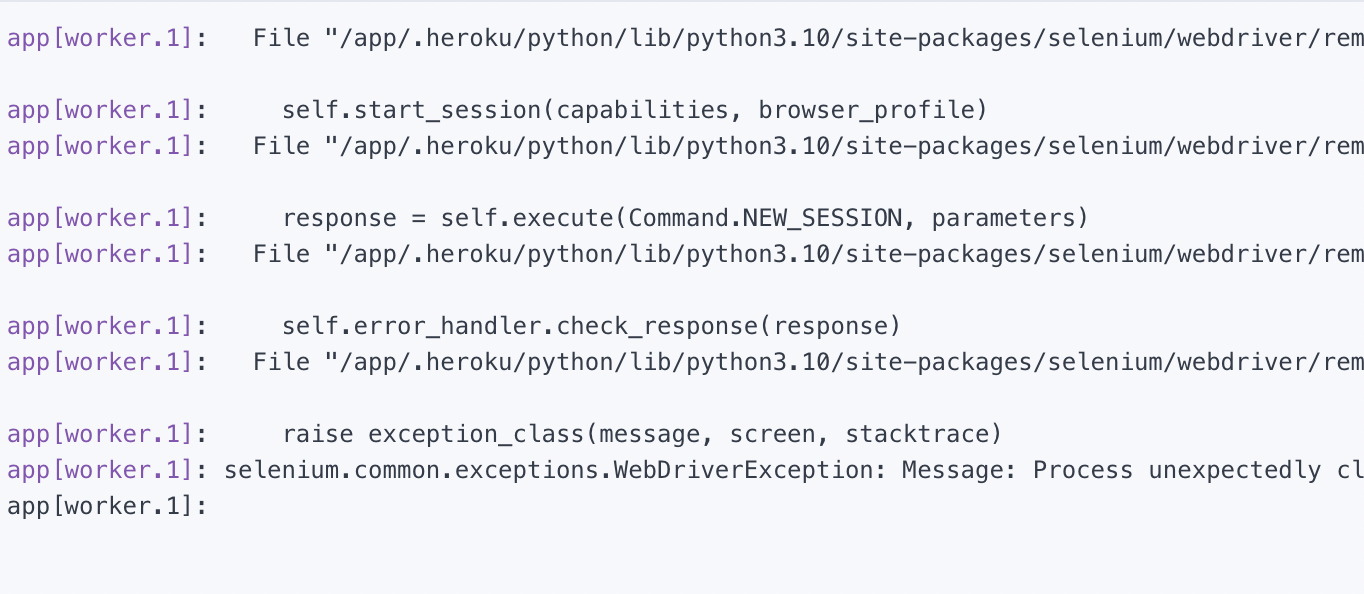 app[worker.1]:   File "/app/.heroku/python/lib/python3.10/site-packages/selenium/webdriver/rem
app[worker.1]:     self.start_session(capabilities, browser_profile)
app[worker.1]:   File "/app/.heroku/python/lib/python3.10/site-packages/selenium/webdriver/rem
app[worker.1]:     response = self.execute(Command.NEW_SESSION, parameters)
app[worker.1]:   File "/app/.heroku/python/lib/python3.10/site-packages/selenium/webdriver/rem
app[worker.1]:     self.error_handler.check_response(response)
app[worker.1]:   File "/app/.heroku/python/lib/python3.10/site-packages/selenium/webdriver/rem
app[worker.1]:     raise exception_class(message, screen, stacktrace)
app[worker.1]: selenium.common.exceptions.WebDriverException: Message: Process unexpectedly cl
app[worker.1]: